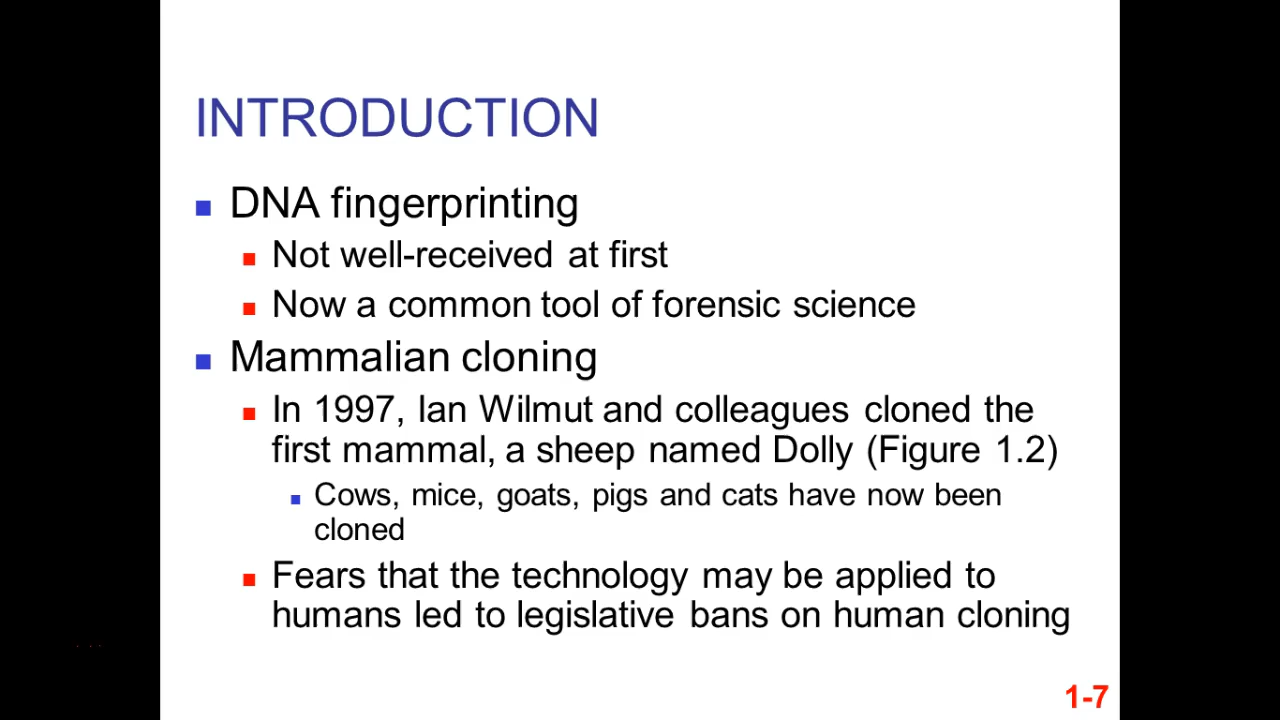 INTRODUCTION
DNA fingerprinting
Not well-received at first
Now a common tool of forensic science
Mammalian cloning
In 1997, Ian Wilmut and colleagues cloned the
first mammal, a sheep named Dolly (Figure 1.2)
Cows, mice, goats, pigs and cats have now been
cloned
Fears that the technology may be applied to
humans led to legislative bans on human cloning
1-7